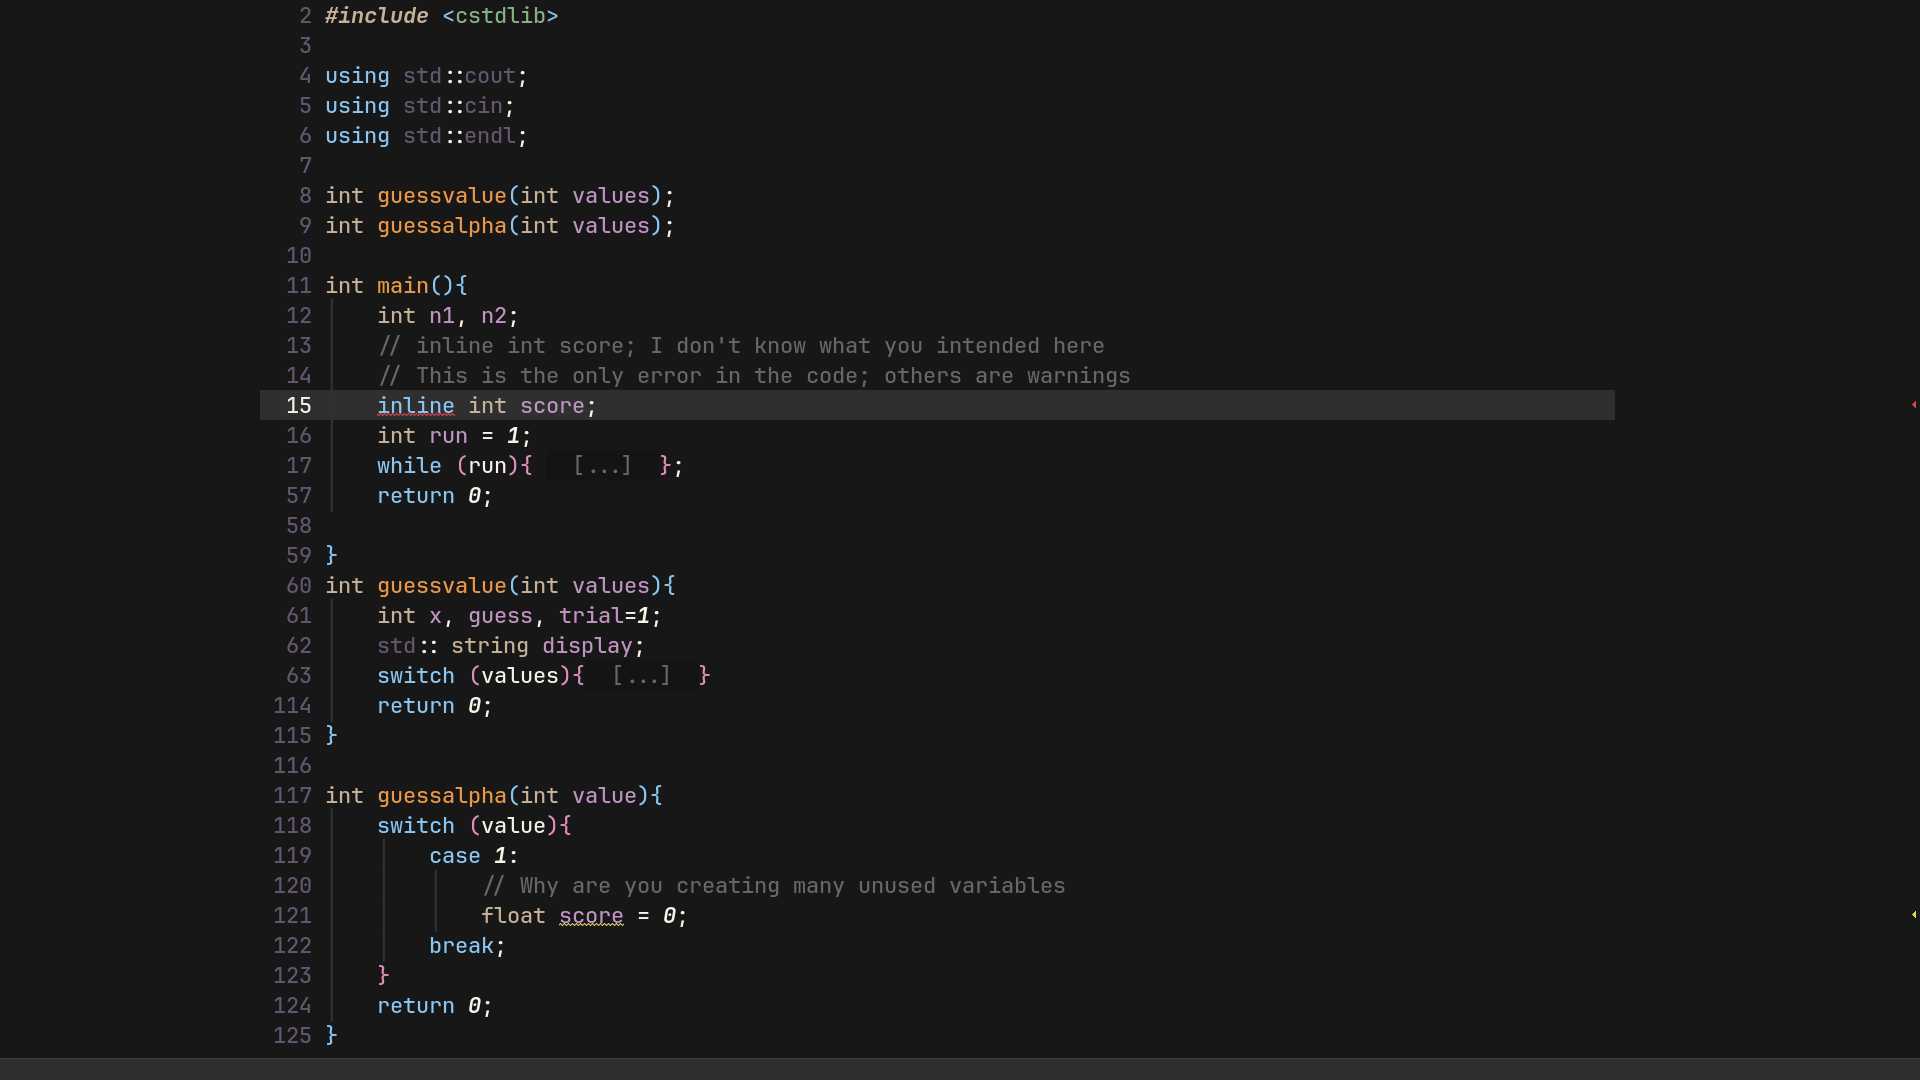 2 #include <cstdlib>
3
4 using std::cout;
5 using std::cin;
6 using std::endl;
7
8 int guessvalue(int values);
9 int guessalpha(int values);
10
11 int main(){
12     int n1, n2;
13     // inline int score; I don't know what you intended here
14     // This is the only error in the code; others are warnings
15     inline int score;
16     int run = 1;
17     while (run){   [...]  };
57     return 0;
58
59 }
60 int guessvalue(int values){
61     int x, guess, trial=1;
62     std:: string display;
63     switch (values){  [...]  }
114     return 0;
115 }
116
117 int guessalpha(int value){
118     switch (value){
119         case 1:
120             // Why are you creating many unused variables
121             float score = 0;
122         break;
123     }
124     return 0;
125 }